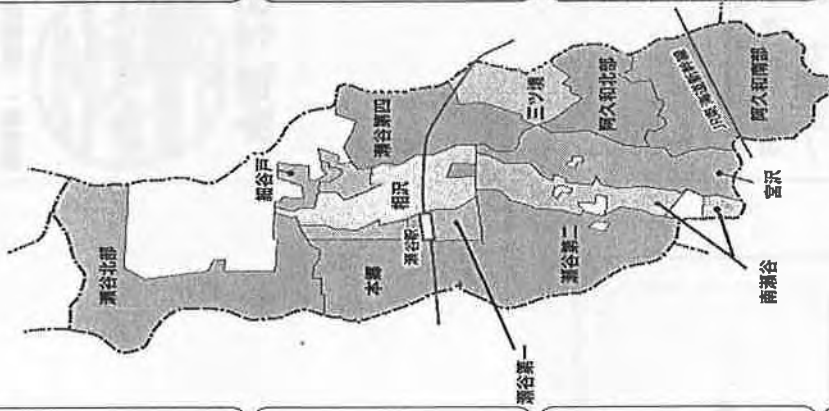 瀬谷北部
細谷戸
瀬谷第四
相沢
本郷
瀬谷駅
三ツ境
阿久和北部
JR東海道新幹線
阿久和南部
瀬谷第二
宮沢
南瀬谷
瀬谷第一